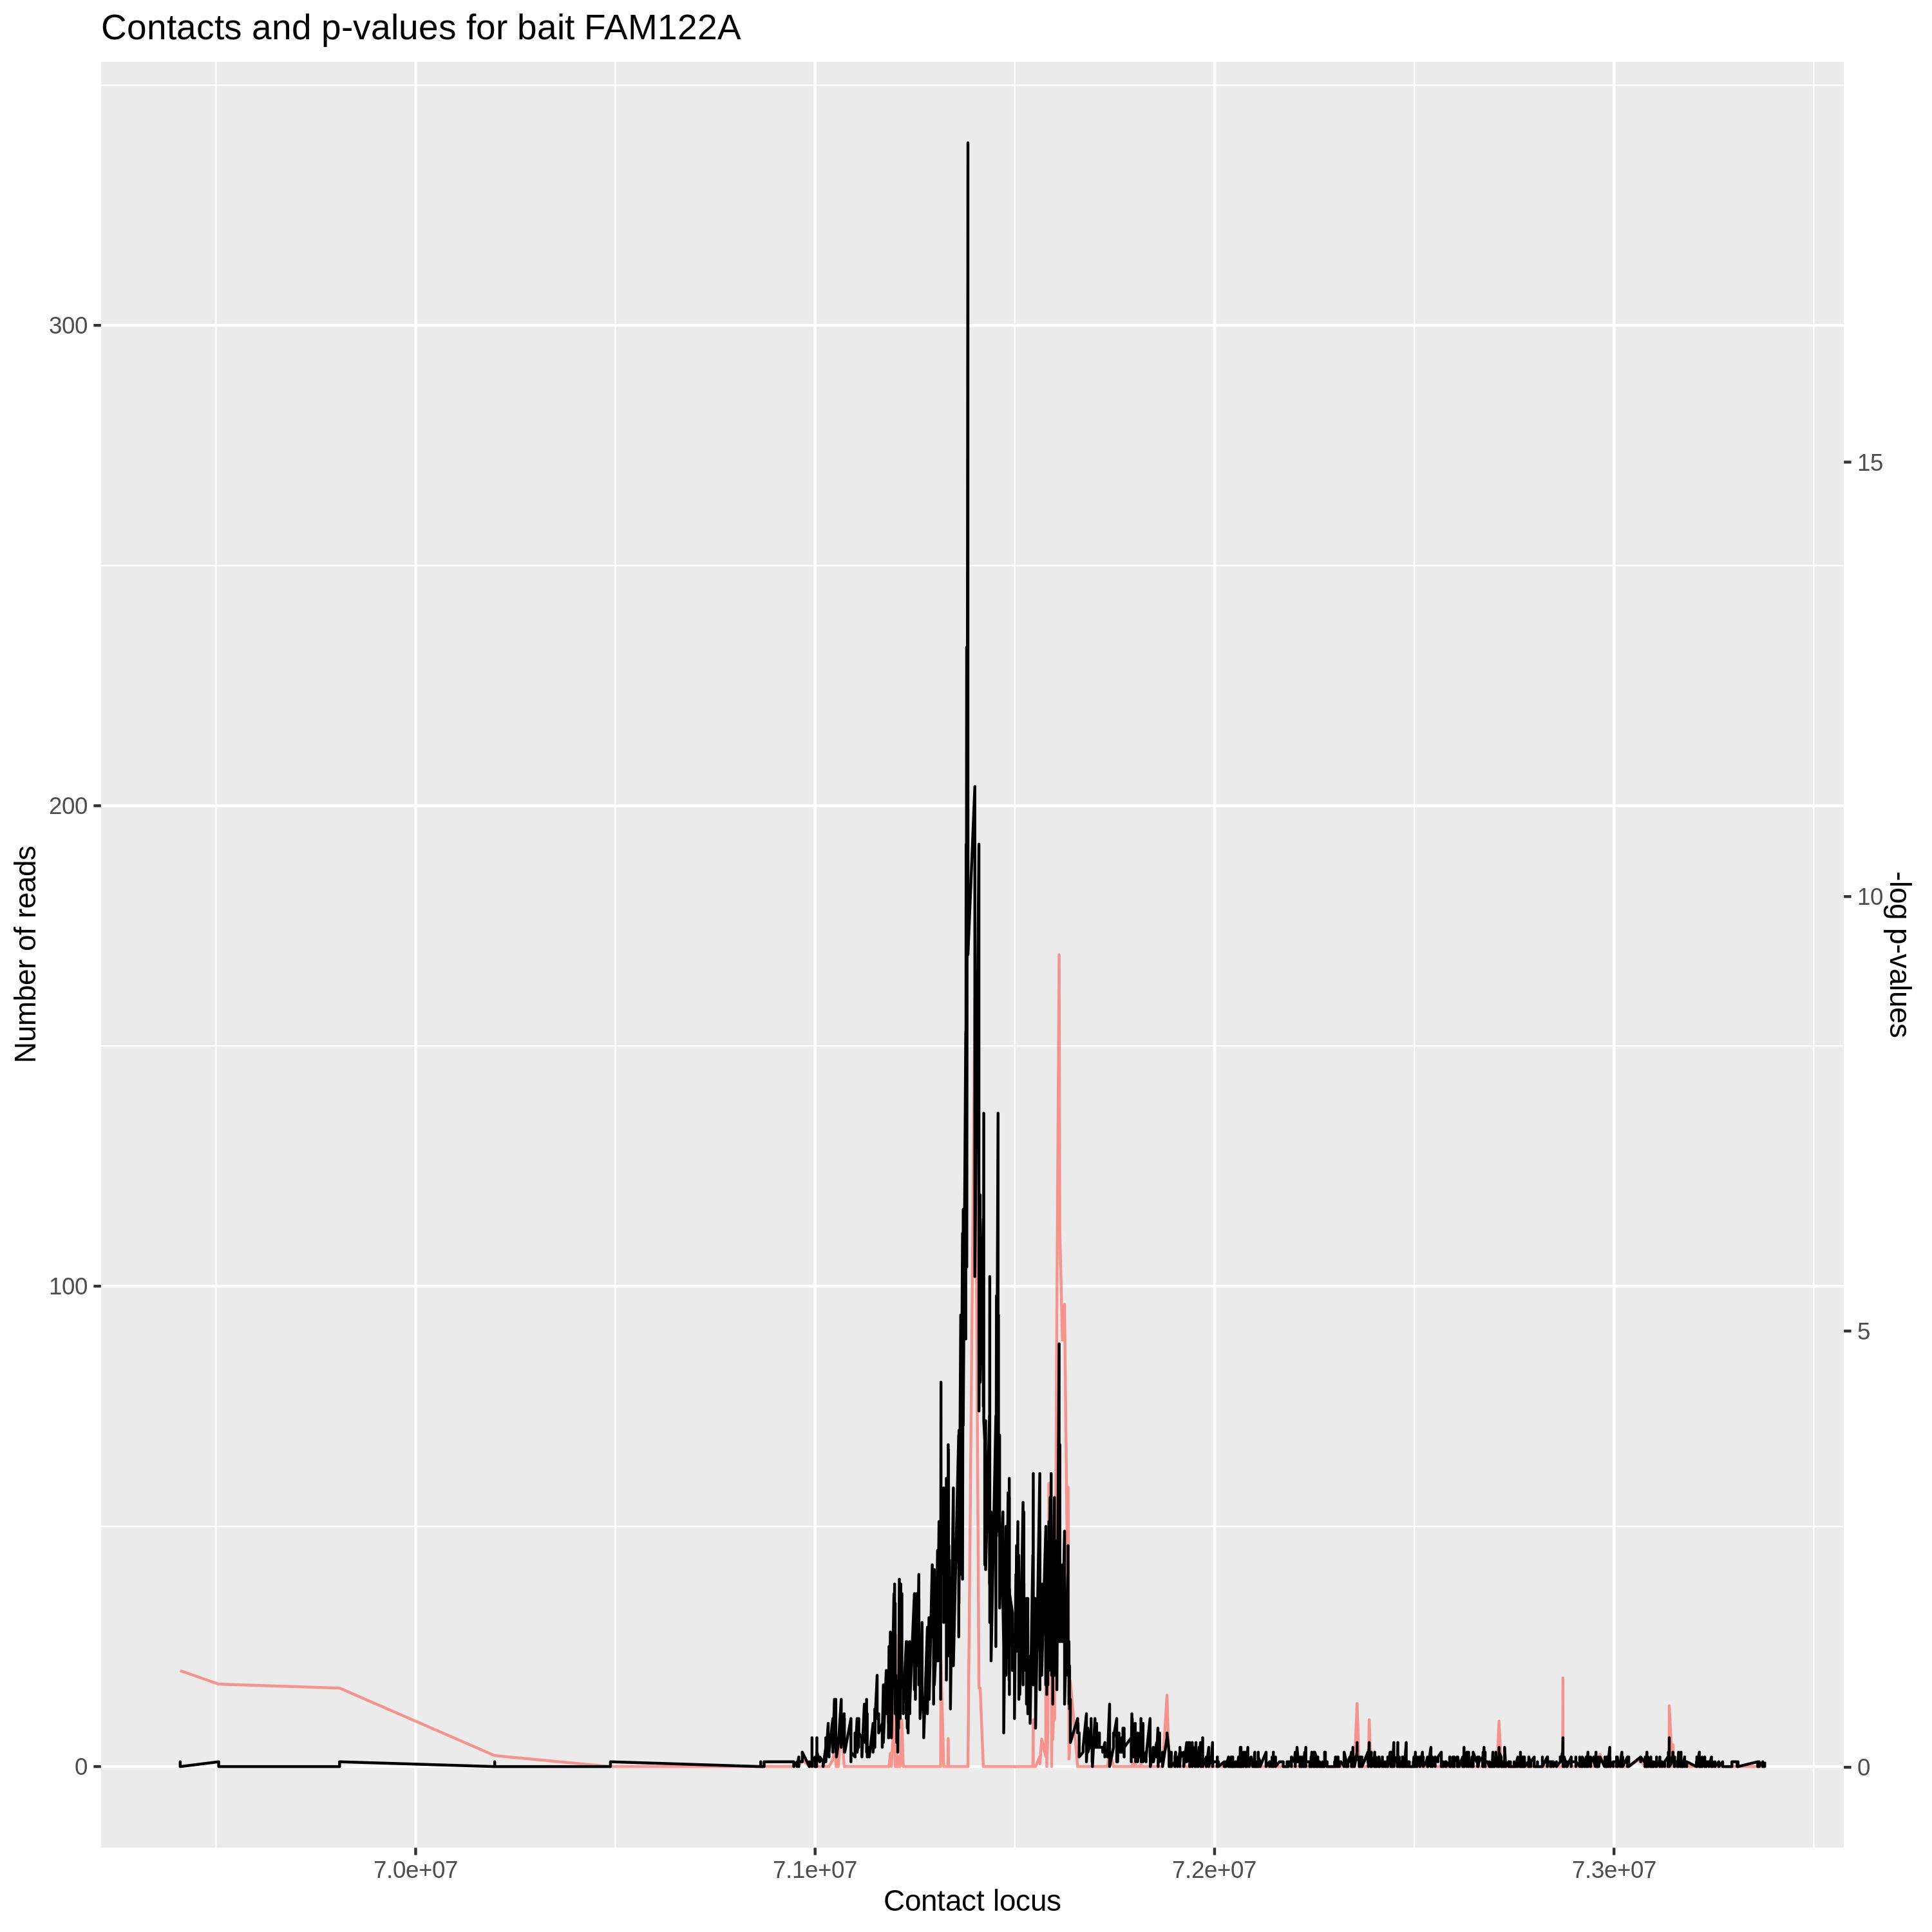 Contacts and p-values for bait FAM122A
300
200
100
0
15
10
5
0
Number of reads
-log p-values
7.0e+07 7.1e+07 7.2e+07 7.3e+07
Contact locus